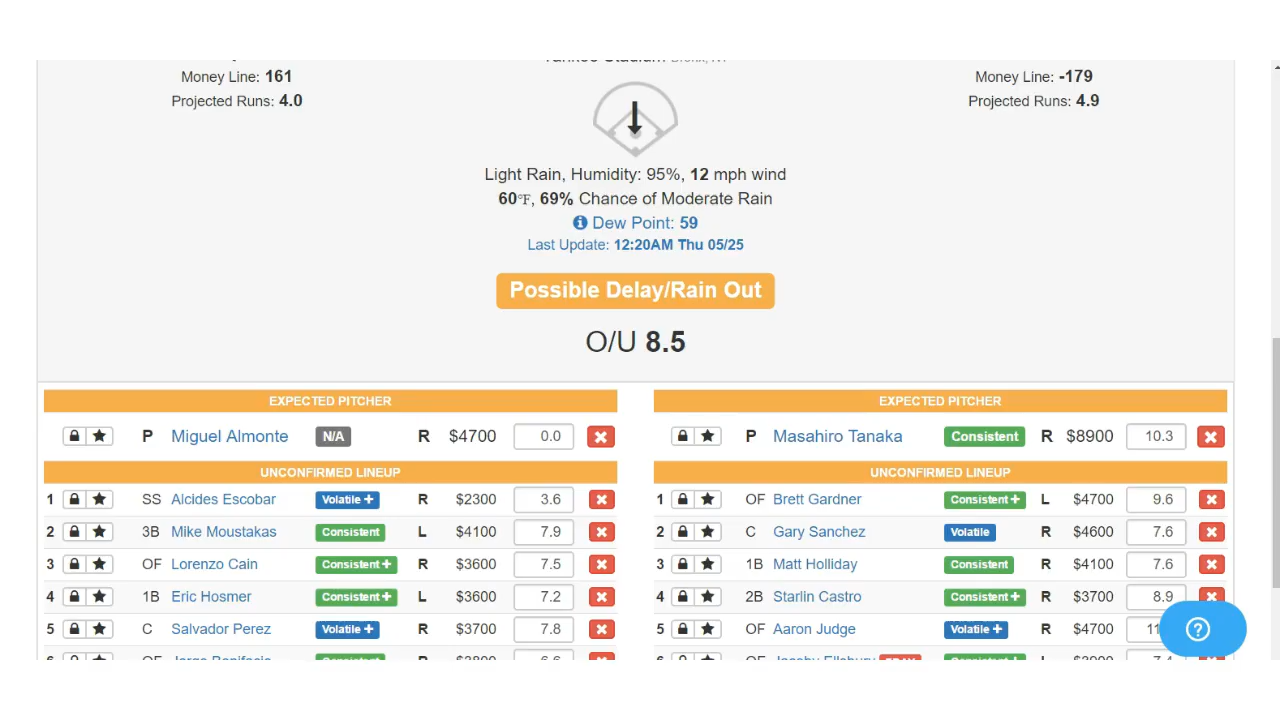 Money Line: 161
Projected Runs: 4.0
Money Line: -179
Projected Runs: 4.9
Light Rain, Humidity: 95%, 12 mph wind
60°F, 69% Chance of Moderate Rain
Dew Point: 59
Last Update: 12:20AM Thu 05/25
Possible Delay/Rain Out
O/U 8.5
EXPECTED PITCHER
P Miguel Almonte N/A R $4700 0.0
UNCONFIRMED LINEUP
1 SS Alcides Escobar Volatile + R $2300 3.6
2 3B Mike Moustakas Consistent L $4100 7.9
3 OF Lorenzo Cain Consistent + R $3600 7.5
4 1B Eric Hosmer Consistent + L $3600 7.2
5 C Salvador Perez Volatile + R $3700 7.8
EXPECTED PITCHER
P Masahiro Tanaka Consistent R $8900 10.3
UNCONFIRMED LINEUP
1 OF Brett Gardner Consistent + L $4700 9.6
2 C Gary Sanchez Volatile R $4600 7.6
3 1B Matt Holliday Consistent R $4100 7.6
4 2B Starlin Castro Consistent + R $3700 8.9
5 OF Aaron Judge Volatile + R $4700